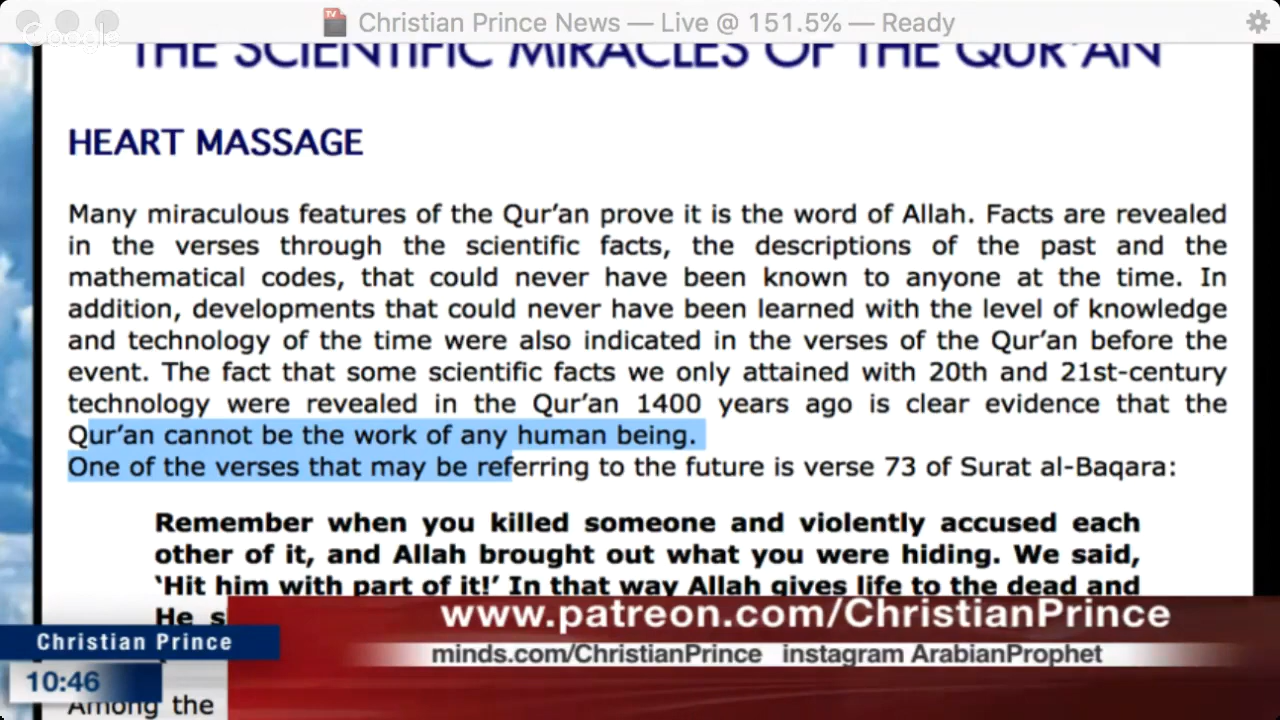 Christian Prince News — Live @ 151.5% — Ready
Google
THE SCIENTIFIC MIRACLES OF THE QUR'AN
HEART MASSAGE
Many miraculous features of the Qur'an prove it is the word of Allah. Facts are revealed
in the verses through the scientific facts, the descriptions of the past and the
mathematical codes, that could never have been known to anyone at the time. In
addition, developments that could never have been learned with the level of knowledge
and technology of the time were also indicated in the verses of the Qur'an before the
event. The fact that some scientific facts we only attained with 20th and 21st-century
technology were revealed in the Qur'an 1400 years ago is clear evidence that the
Qur'an cannot be the work of any human being.
One of the verses that may be referring to the future is verse 73 of Surat al-Baqara:
Remember when you killed someone and violently accused each
other of it, and Allah brought out what you were hiding. We said,
'Hit him with part of it!' In that way Allah gives life to the dead and
He s
www.patreon.com/ChristianPrince
Christian Prince
minds.com/ChristianPrince instagram ArabianProphet
10:46
Among the